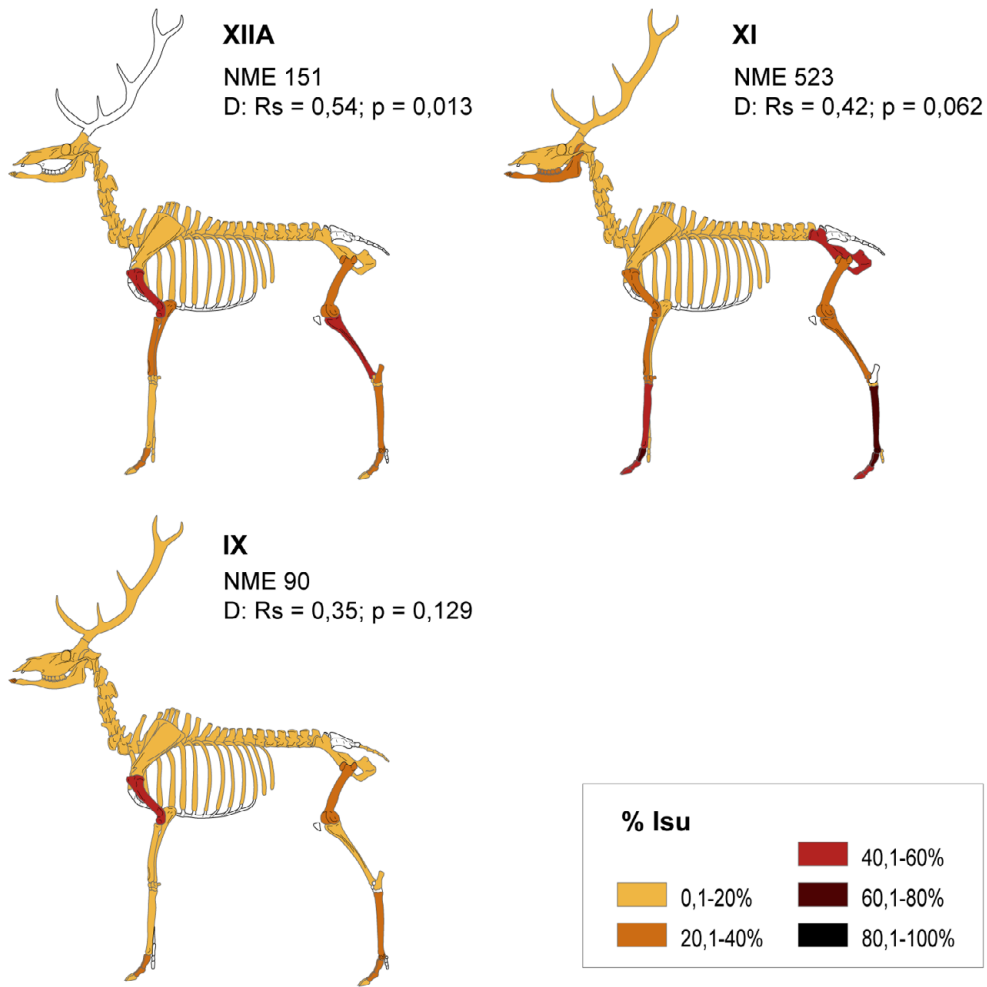 XIIA
NME 151
D: Rs = 0,54; p = 0,013
XI
NME 523
D: Rs = 0,42; p = 0,062
IX
NME 90
D: Rs = 0,35; p = 0,129
% Isu
0,1-20%
20,1-40%
40,1-60%
60,1-80%
80,1-100%